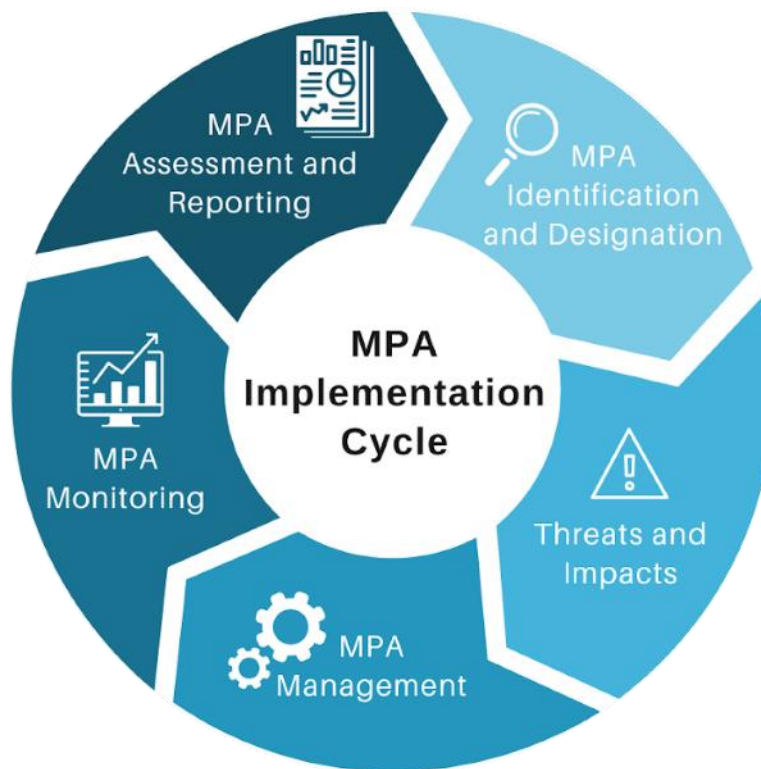 MPA
Implementation
Cycle
MPA
Identification
and Designation
Threats and
Impacts
MPA
Management
MPA
Monitoring
MPA
Assessment and
Reporting